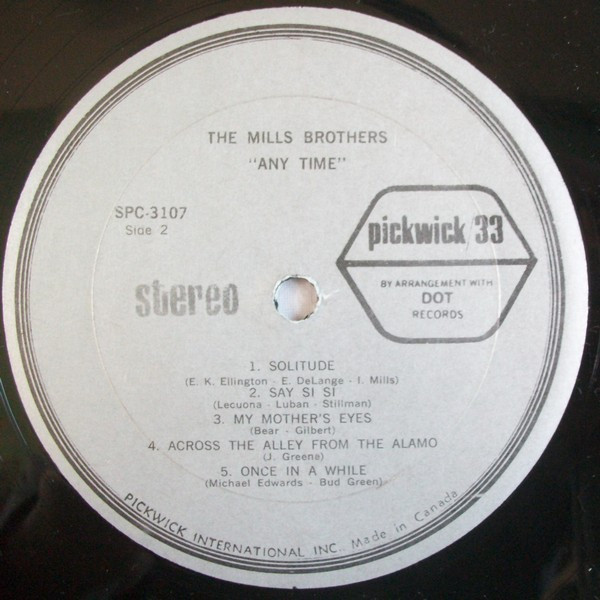 THE MILLS BROTHERS
"ANY TIME"
SPC-3107
Side 2
pickwick 33
BY ARRANGEMENT WITH
DOT
RECORDS
stereo
1. SOLITUDE
(E. K. Ellington - E. DeLange - I. Mills)
2. SAY SI SI
(Lecuona - Luban - Stillman)
3. MY MOTHER'S EYES
(Bear - Gilbert)
4. ACROSS THE ALLEY FROM THE ALAMO
(J. Greene)
5. ONCE IN A WHILE
(Michael Edwards - Bud Green)
PICKWICK INTERNATIONAL INC. Made in Canada